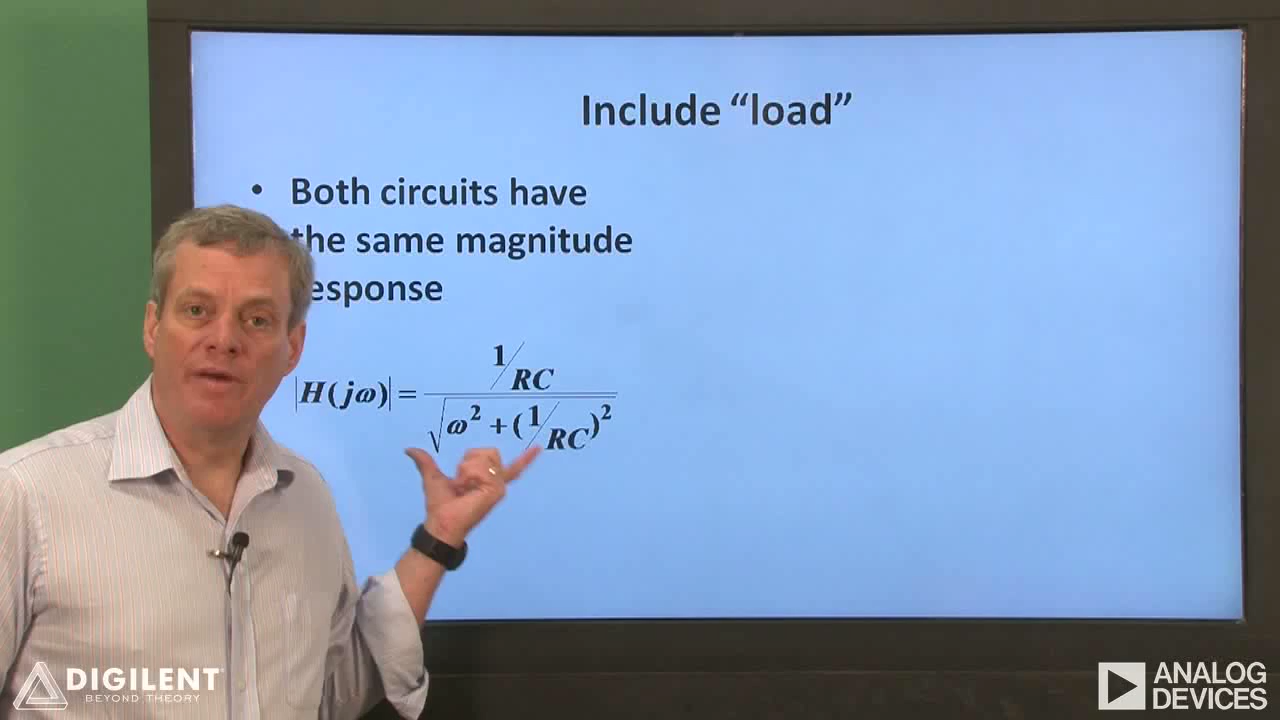 Include “load”
• Both circuits have
the same magnitude
response
|H(jω)| = 1/RC / √ω² + (1/RC)²
DIGILENT
BEYOND THEORY
ANALOG
DEVICES